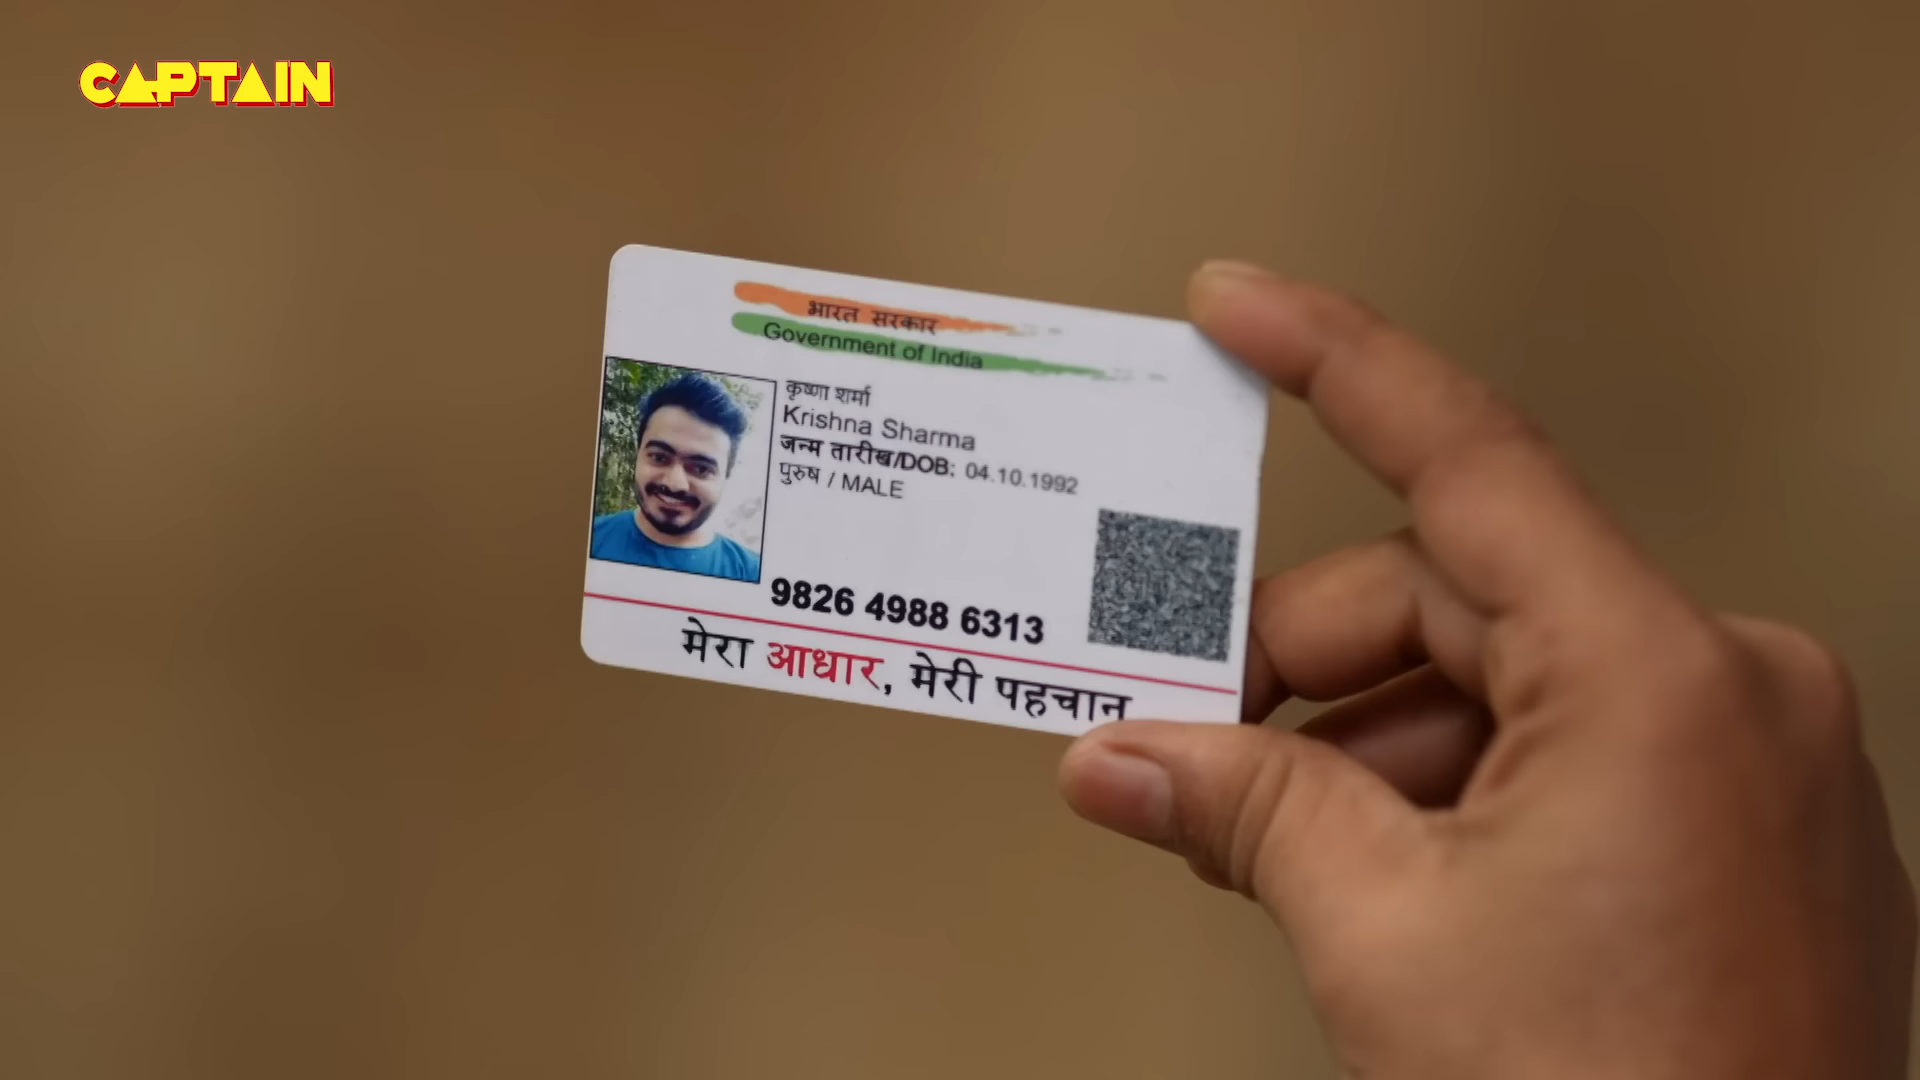 CAPTAIN
भारत सरकार
Government of India
कृष्णा शर्मा
Krishna Sharma
जन्म तारीख/DOB: 04.10.1992
पुरुष / MALE
9826 4988 6313
मेरा आधार, मेरी पहचान